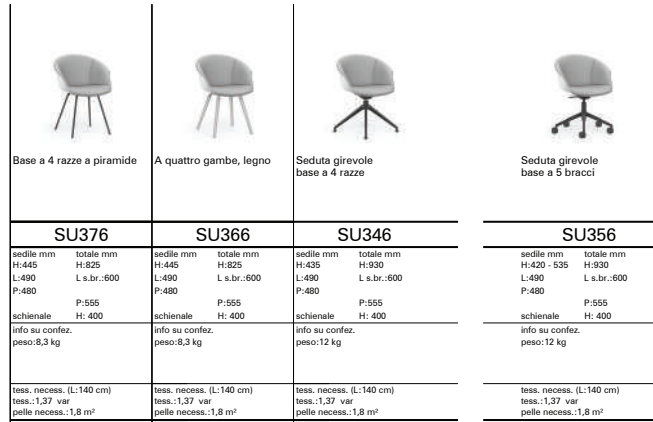 Base a 4 razze a piramide
A quattro gambe, legno
Seduta girevole
base a 4 razze
Seduta girevole
base a 5 bracci
SU376
SU366
SU346
SU356
sedile mm totale mm
H:445 H:825
L:490 L s.br.:600
P:480
P:555
schienale H: 400
info su confez.
peso:8,3 kg
tess. necess. (L:140 cm)
tess.:1,37 var
pelle necess.:1,8 m²
sedile mm totale mm
H:445 H:825
L:490 L s.br.:600
P:480
P:555
schienale H: 400
info su confez.
peso:8,3 kg
tess. necess. (L:140 cm)
tess.:1,37 var
pelle necess.:1,8 m²
sedile mm totale mm
H:435 H:930
L:490 L s.br.:600
P:480
P:555
schienale H: 400
info su confez.
peso:12 kg
tess. necess. (L:140 cm)
tess.:1,37 var
pelle necess.:1,8 m²
sedile mm totale mm
H:420 - 535 H:930
L:490 L s.br.:600
P:480
P:555
schienale H: 400
info su confez.
peso:12 kg
tess. necess. (L:140 cm)
tess.:1,37 var
pelle necess.:1,8 m²